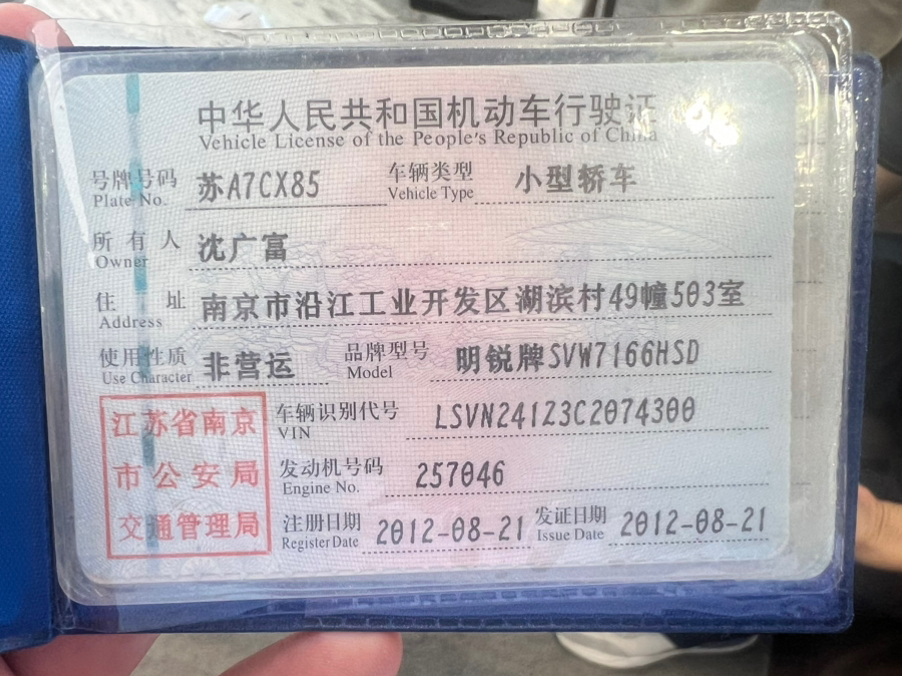 中华人民共和国机动车行驶证
Vehicle License of the People's Republic of China
号牌号码 苏A7CX85 车辆类型 小型轿车
Plate No. Vehicle Type
所有人 沈广富
Owner
住址 南京市沿江工业开发区湖滨村49幢503室
Address
使用性质 非营运 品牌型号 明锐牌SVW7166HSD
Use Character Model
江苏省南京
市公安局
交通管理局
车辆识别代号 LSVN241Z3C2074300
VIN
发动机号码 257046
Engine No.
注册日期 2012-08-21 发证日期 2012-08-21
Register Date Issue Date